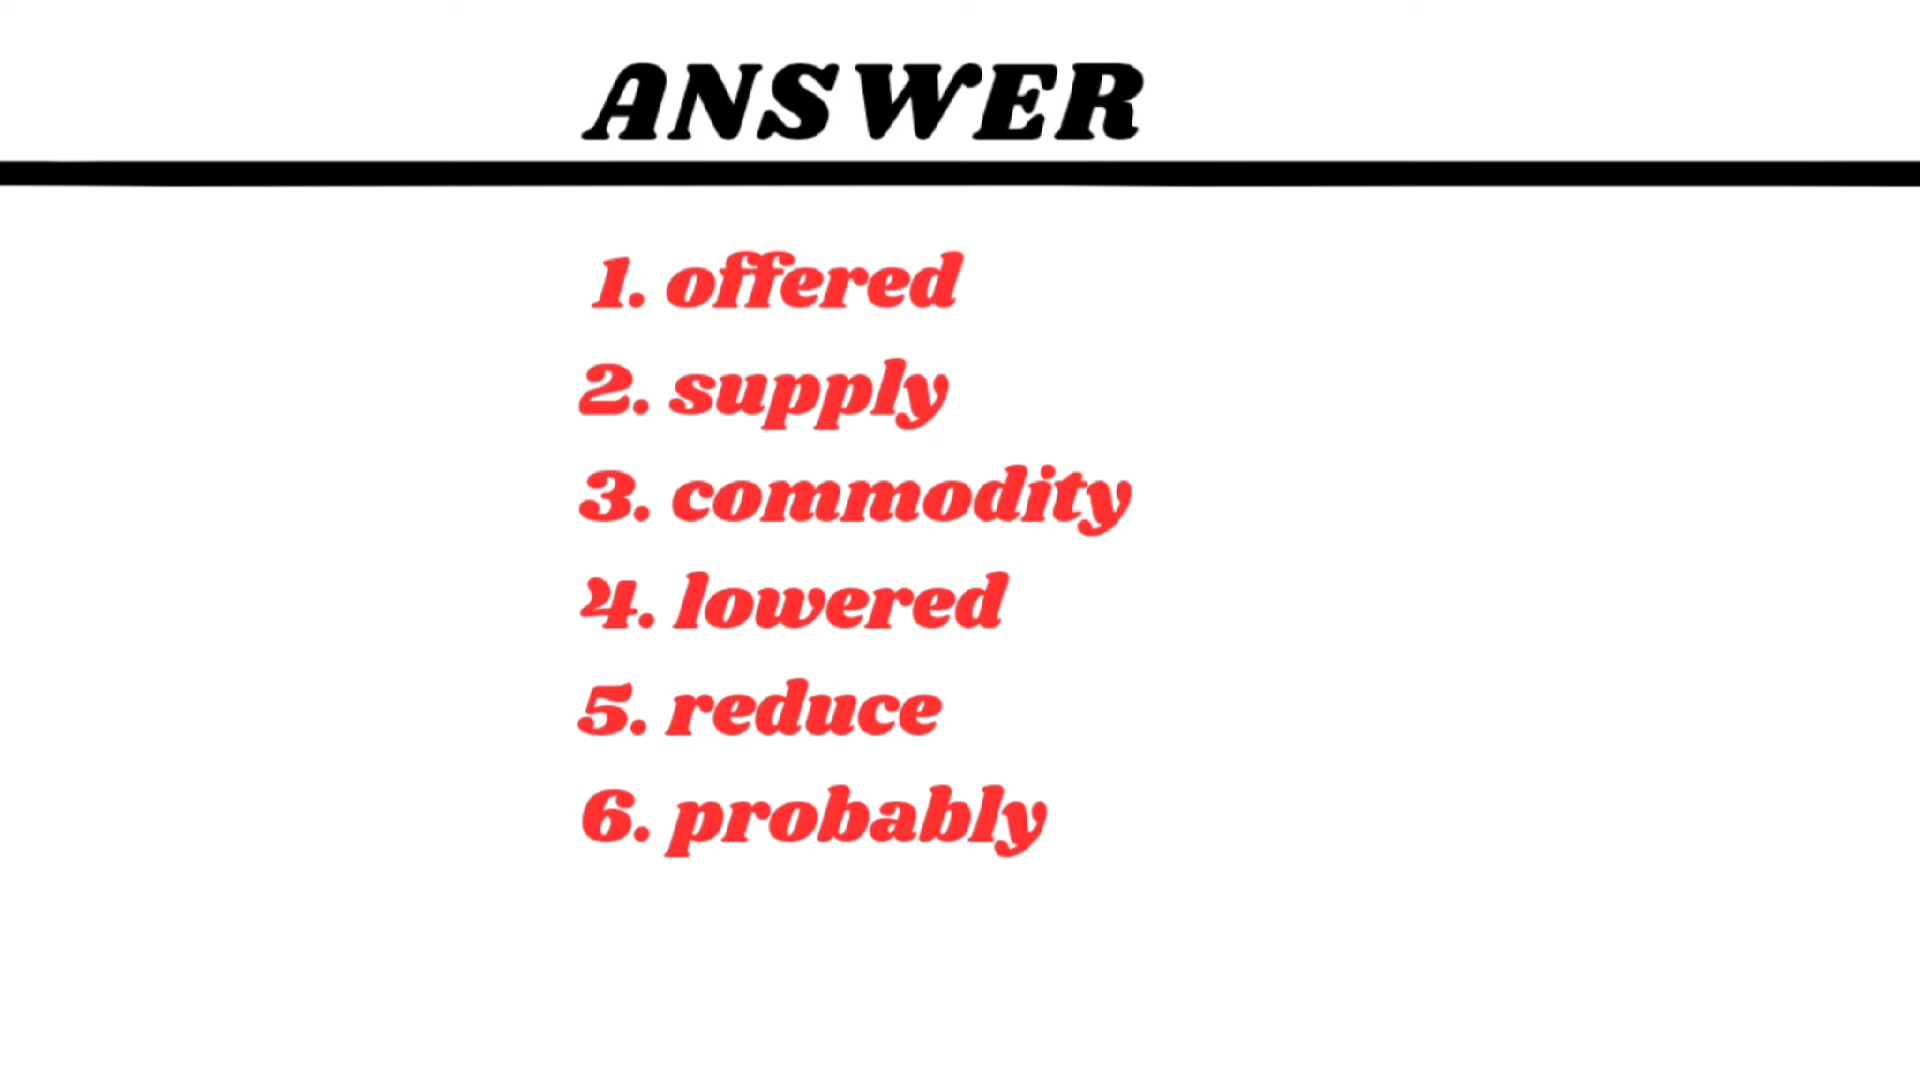 ANSWER
1. offered
2. supply
3. commodity
4. lowered
5. reduce
6. probably